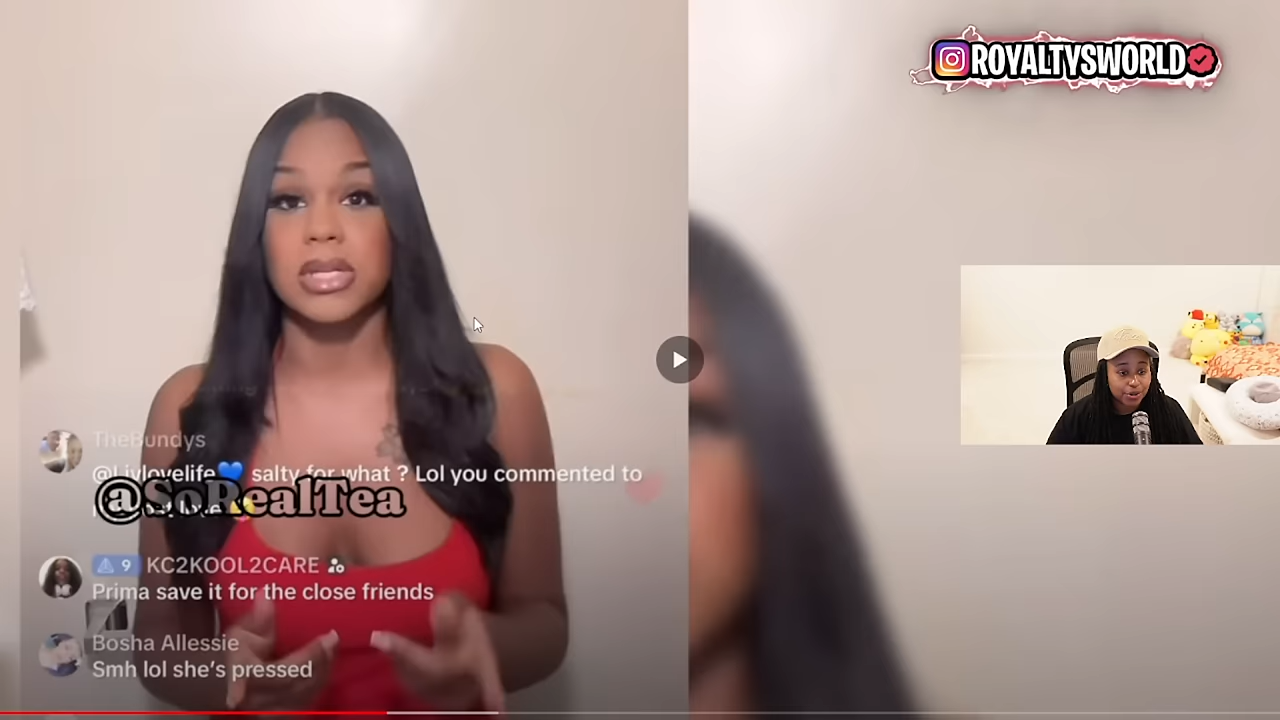 ROYALTYSWORLD
TheBundys
@Livlovelife💙 salty for what ? Lol you commented to
@SoRealTea
9 KC2KOOL2CARE
Prima save it for the close friends
Bosha Allessie
Smh lol she's pressed